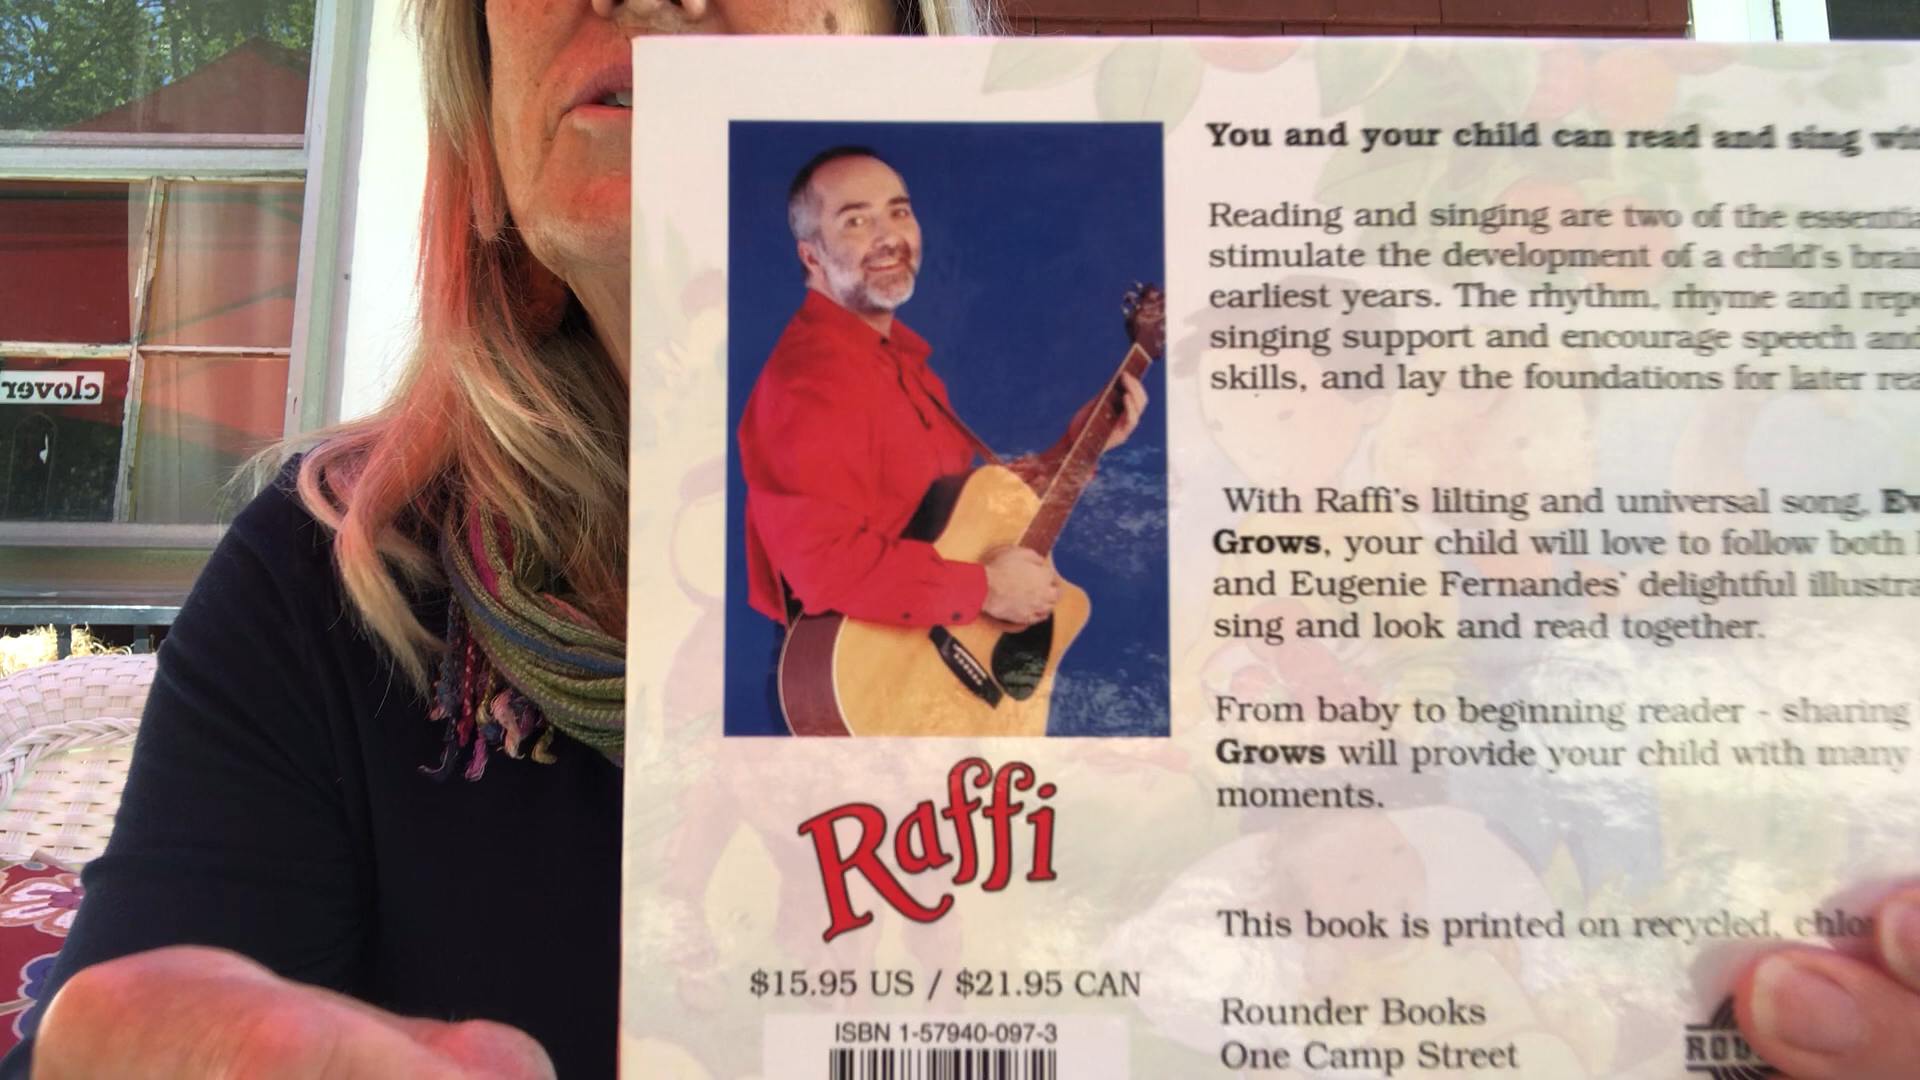 You and your child can read and sing
Reading and singing are two of the
stimulate the development of a child's
earliest years. The rhythm, rhyme and
singing support and encourage speech and
skills, and lay the foundations for later
With Raffi's lilting and universal song,
Grows, your child will love to follow both
and Eugenie Fernandes' delightful
sing and look and read together.
From baby to beginning reader - sharing
Grows will provide your child with many
moments.
This book is printed on recycled,
Rounder Books
One Camp Street
Raffi
$15.95 US / $21.95 CAN
ISBN 1-57940-097-3
clover